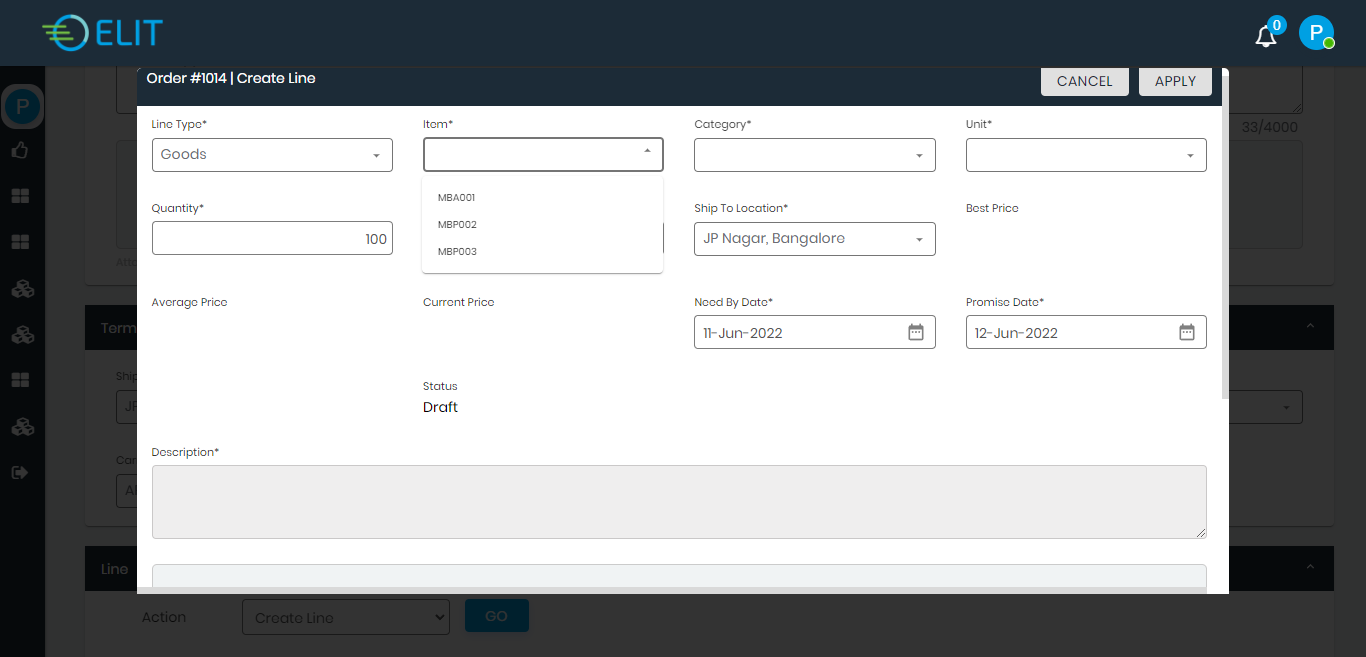 ELIT
0
P
Order #1014 | Create Line
CANCEL
APPLY
P
33/4000
Line Type*
Item*
Category*
Unit*
Goods
MBA001
MBP002
MBP003
Quantity*
Ship To Location*
Best Price
100
JP Nagar, Bangalore
Average Price
Current Price
Need By Date*
Promise Date*
11-Jun-2022
12-Jun-2022
Term
Ship
JP
Status
Draft
Description*
Line
Action
Create Line
GO